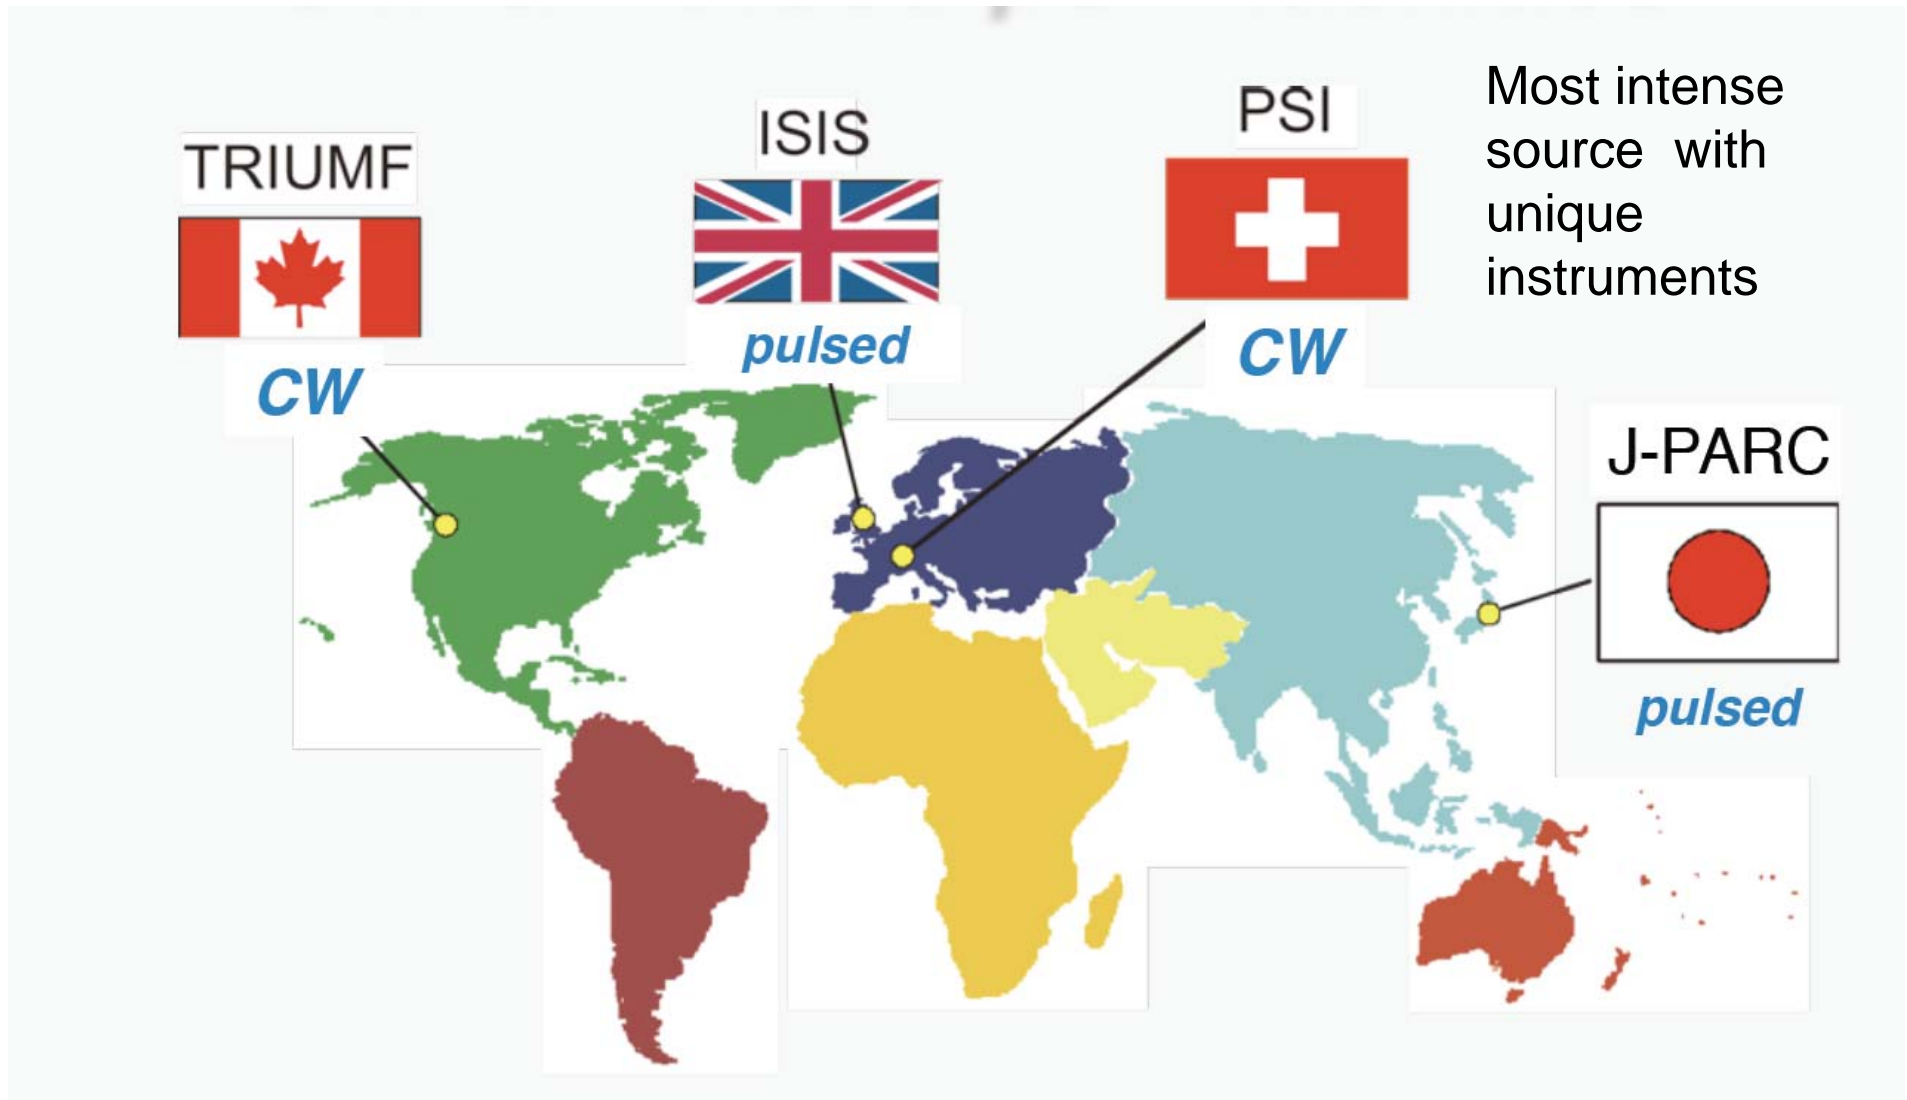 TRIUMF
CW
ISIS
pulsed
PSI
CW
Most intense
source with
unique
instruments
J-PARC
pulsed